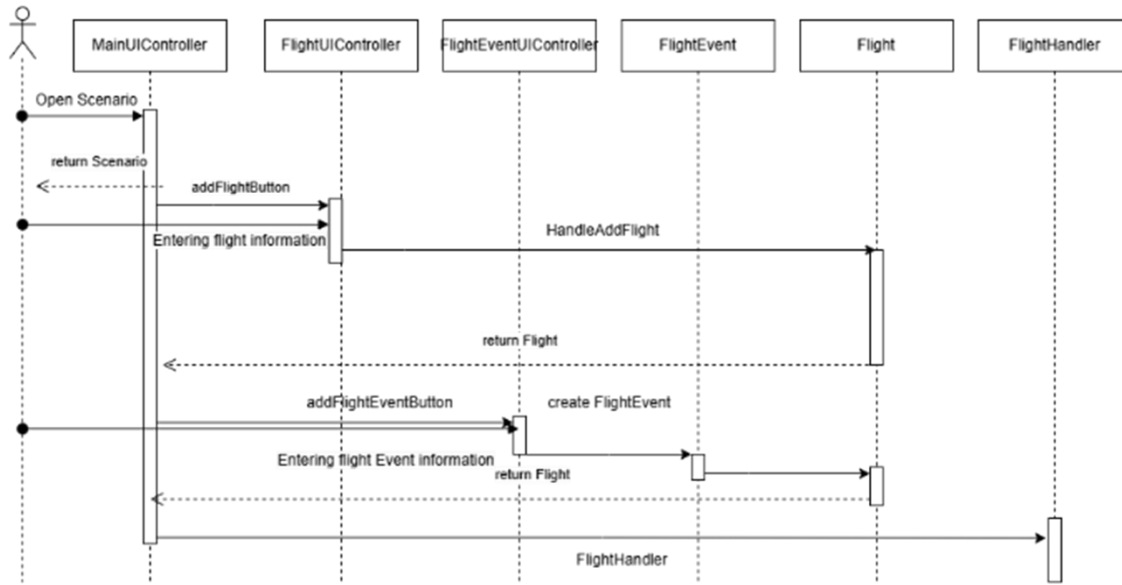 MainUIController
FlightUIController
FlightEventUIController
FlightEvent
Flight
FlightHandler
Open Scenario
return Scenario
addFlightButton
Entering flight information
HandleAddFlight
return Flight
addFlightEventButton
create FlightEvent
Entering flight Event information
return Flight
FlightHandler